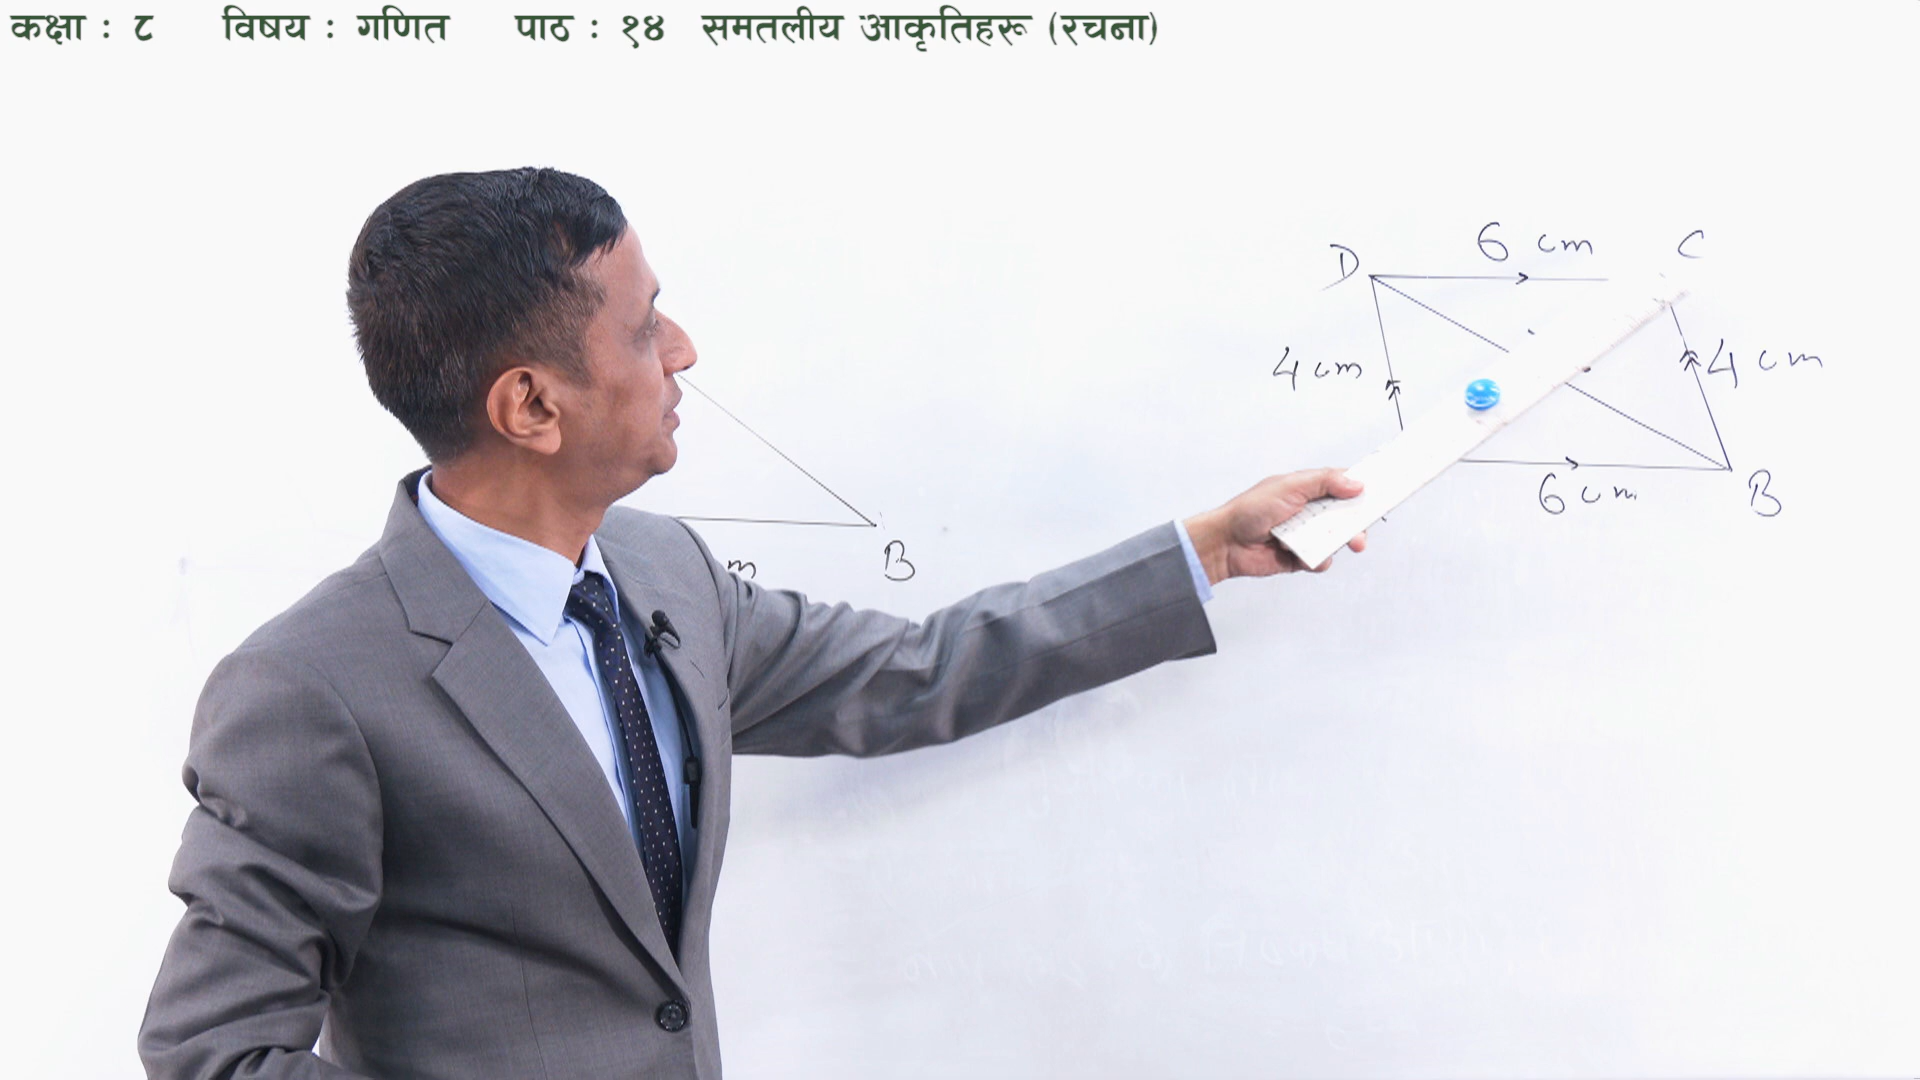 कक्षा : ८ विषय : गणित पाठ : १४ समतलीय आकृतिहरू (रचना)
D 6 cm C
4 cm 4 cm
6 cm B
m B